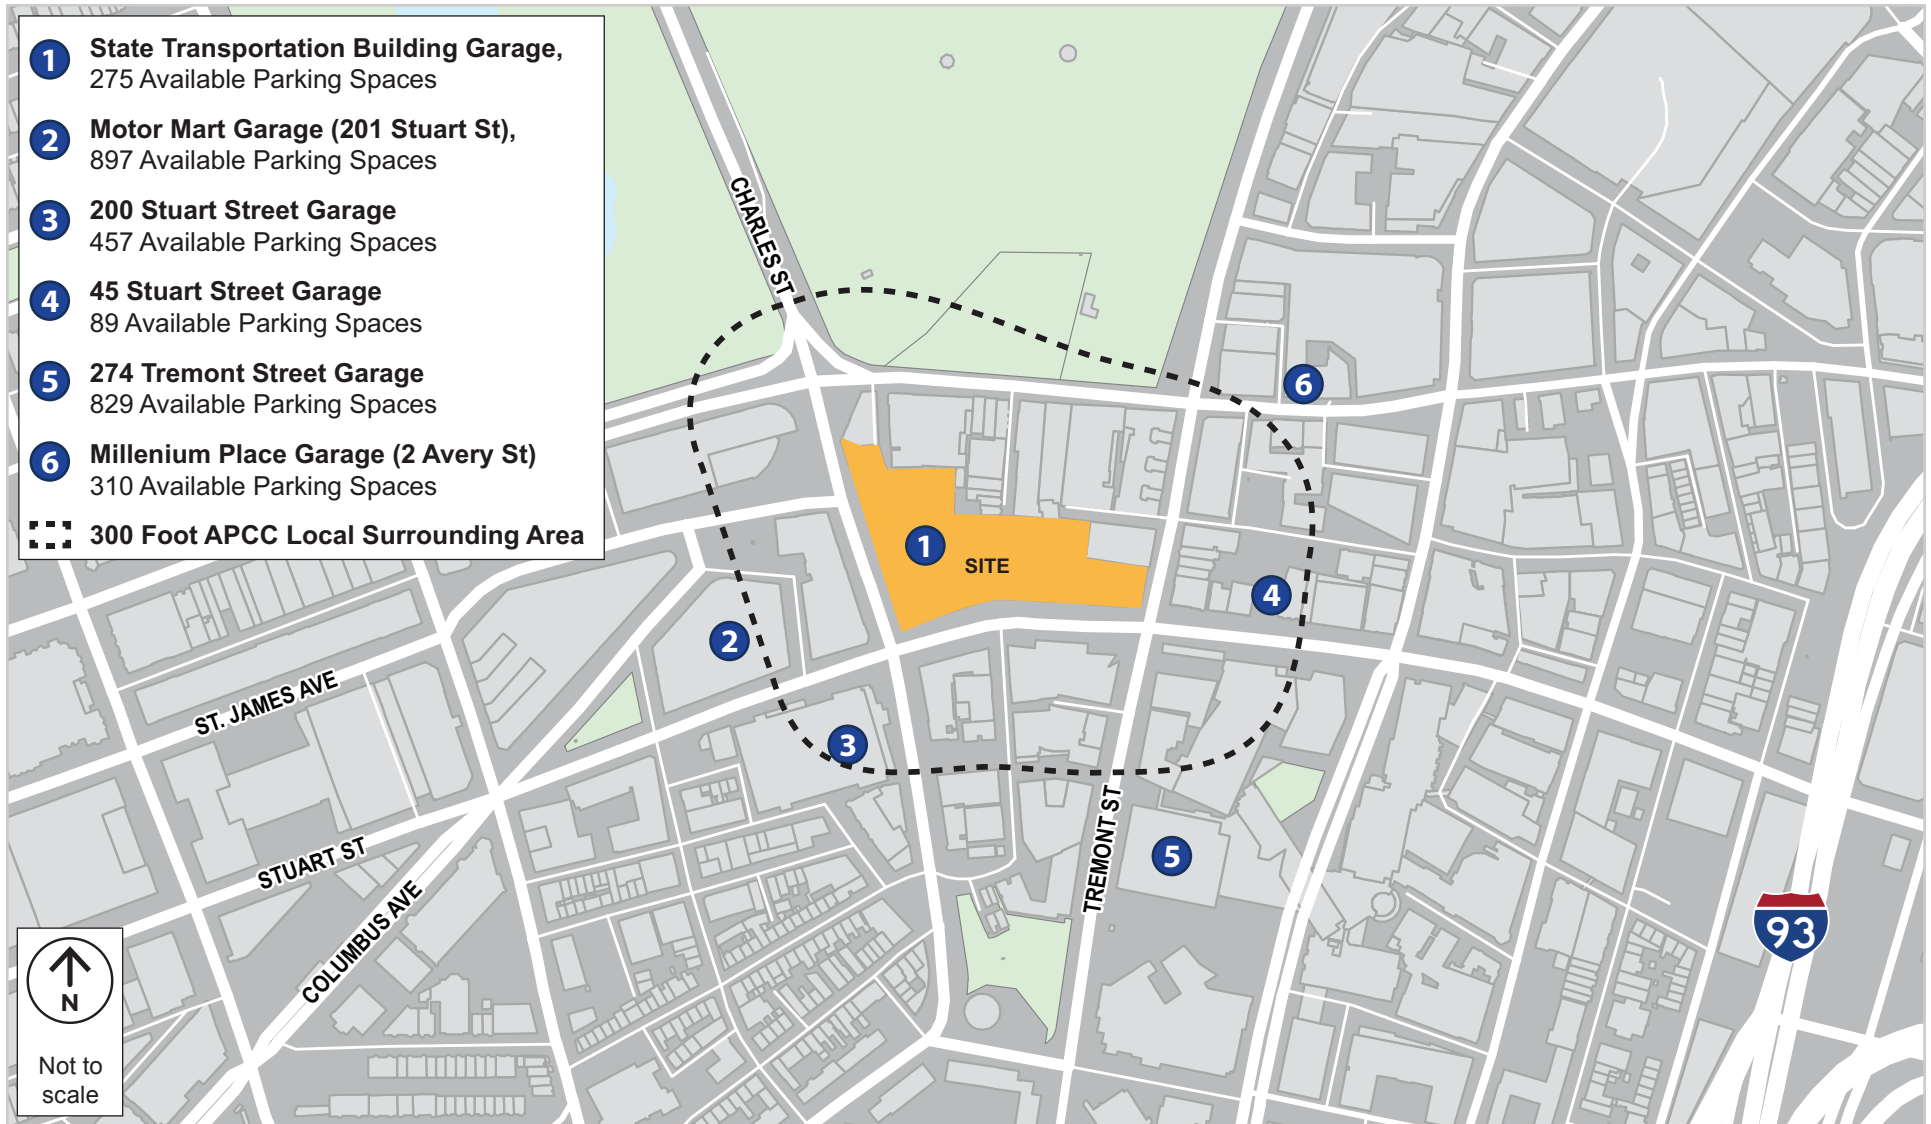 1 State Transportation Building Garage,
275 Available Parking Spaces
2 Motor Mart Garage (201 Stuart St),
897 Available Parking Spaces
3 200 Stuart Street Garage
457 Available Parking Spaces
4 45 Stuart Street Garage
89 Available Parking Spaces
5 274 Tremont Street Garage
829 Available Parking Spaces
6 Millenium Place Garage (2 Avery St)
310 Available Parking Spaces
300 Foot APCC Local Surrounding Area
CHARLES ST
6
1
SITE
4
2
ST. JAMES AVE
3
TREMONT ST
5
STUART ST
COLUMBUS AVE
93
N
Not to
scale